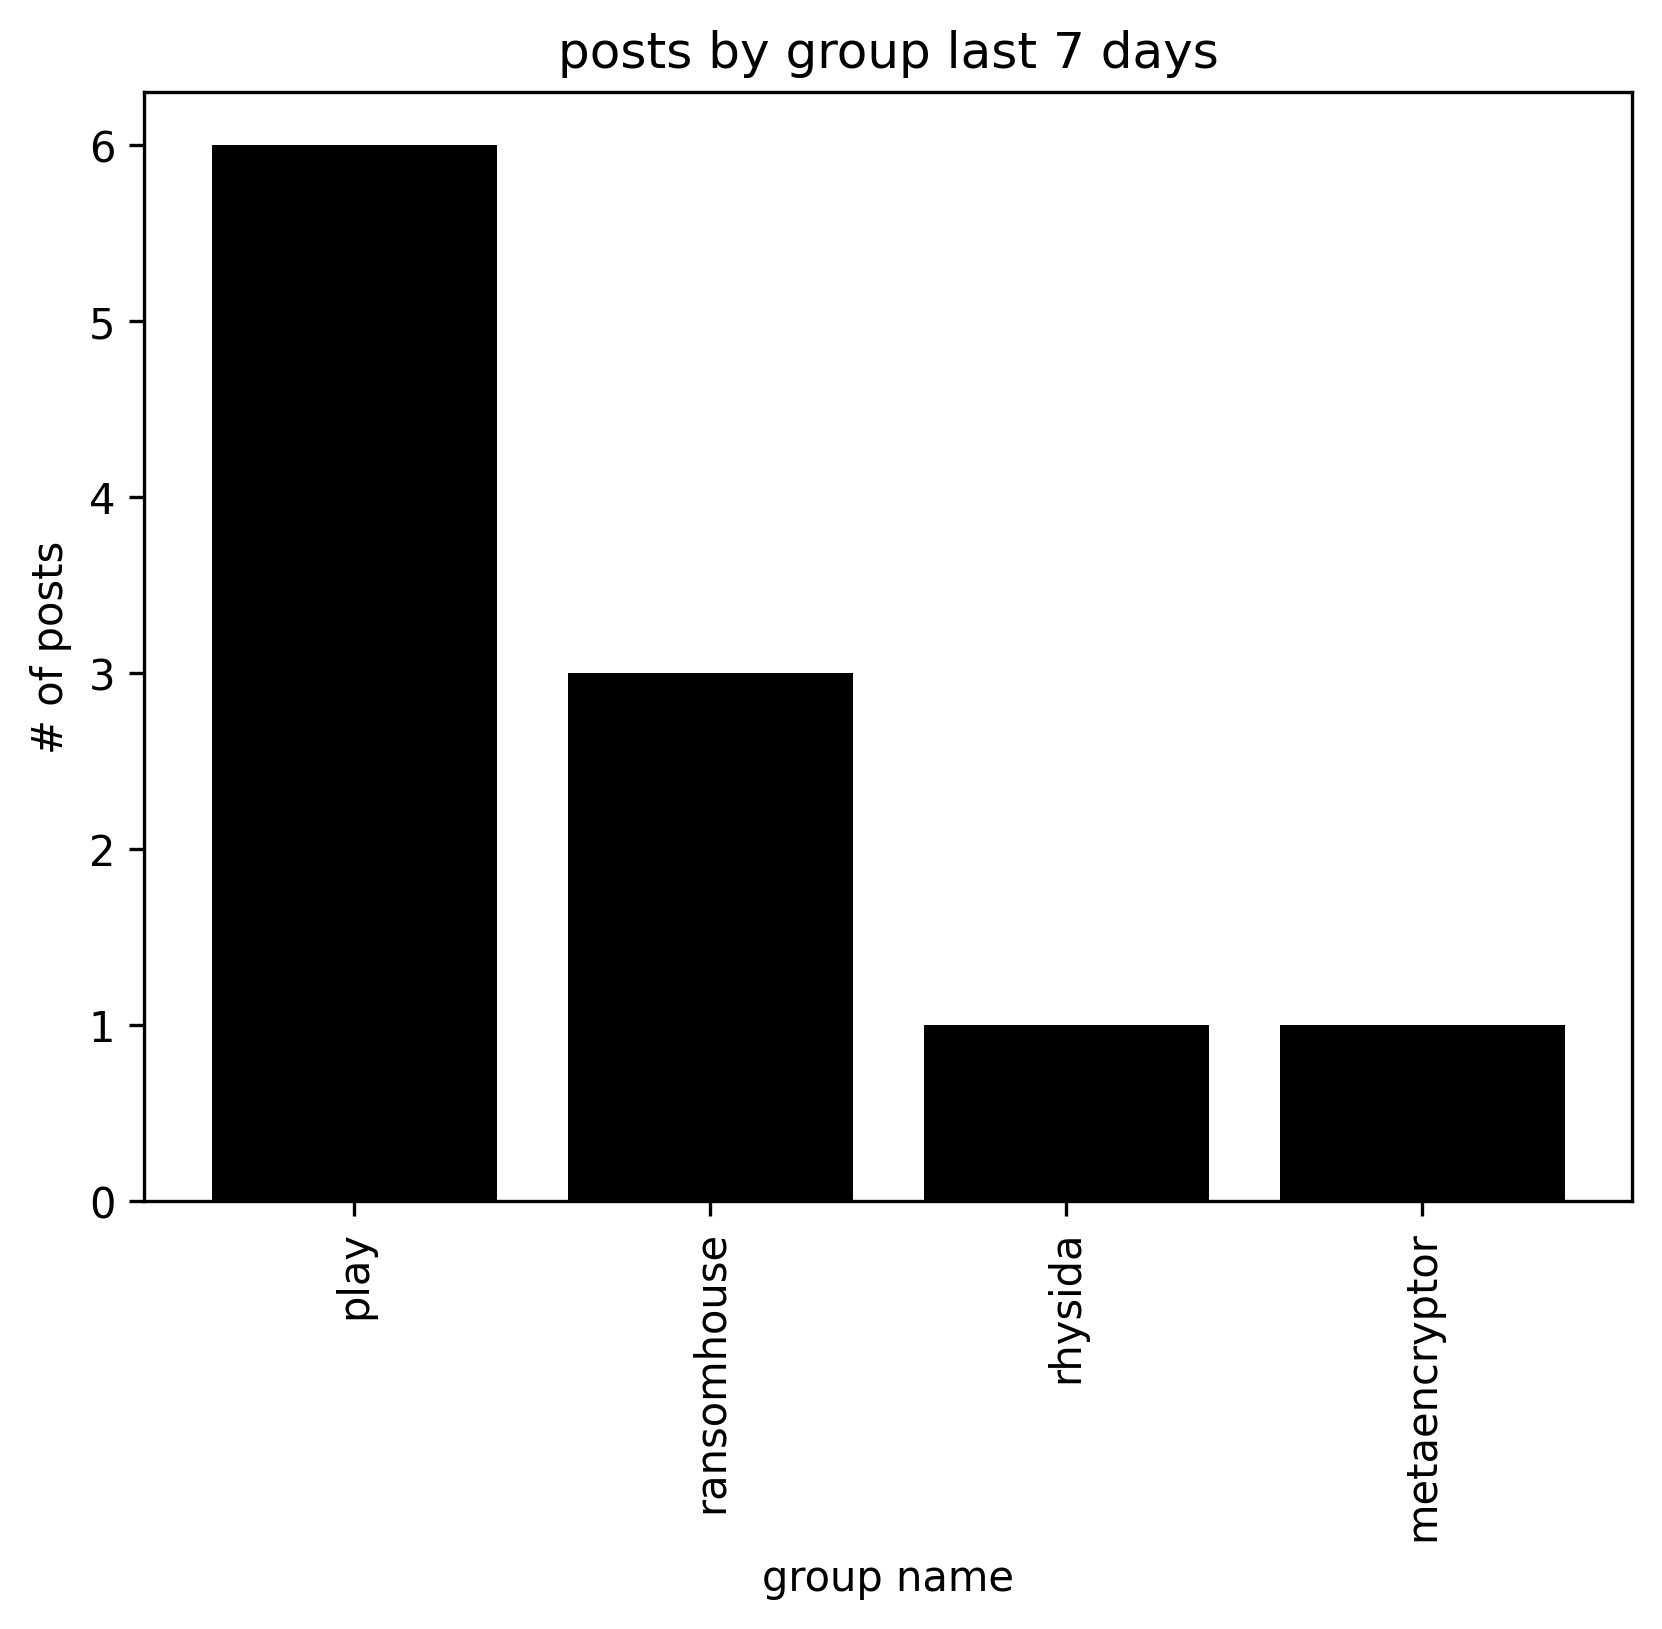 posts by group last 7 days
# of posts
6
5
4
3
2
1
0
play
ransomhouse
rhysida
metaencryptor
group name